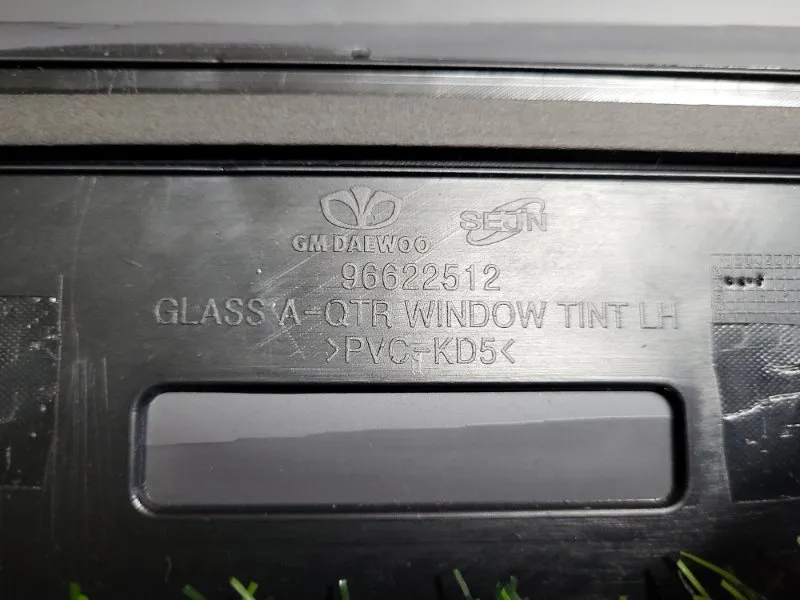 GM DAEWOO SEJIN
96622512
GLASS A-QTR WINDOW TINT LH
>PVC-KD5<